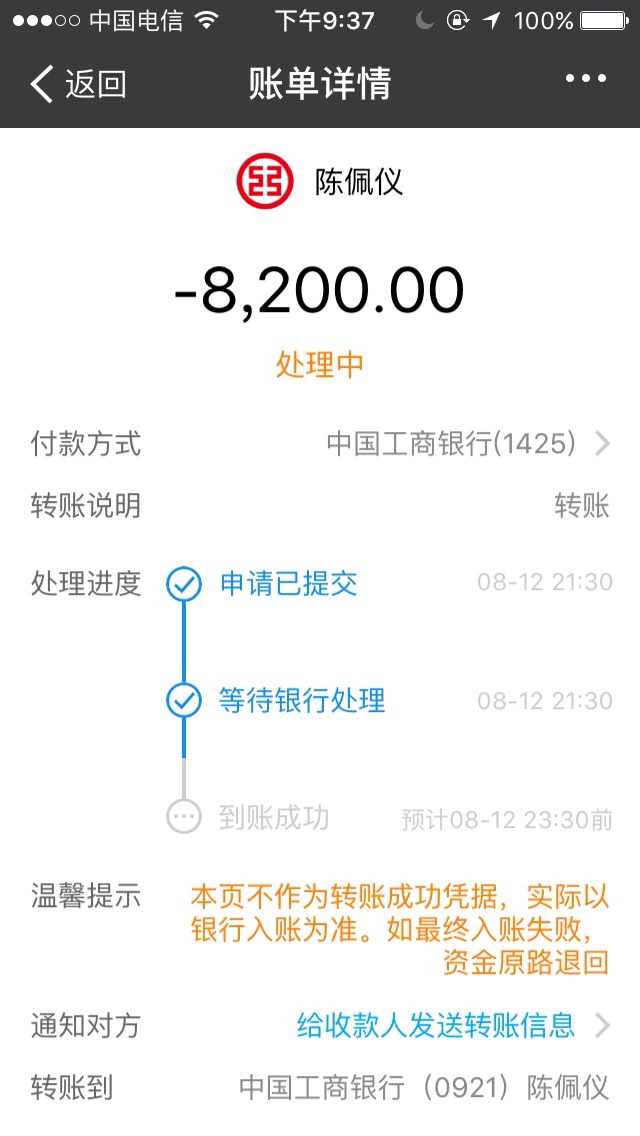 中国电信 下午9:37 100%
返回 账单详情
陈佩仪
-8,200.00
处理中
付款方式 中国工商银行(1425)
转账说明 转账
处理进度 申请已提交 08-12 21:30
等待银行处理 08-12 21:30
到账成功 预计08-12 23:30前
温馨提示 本页不作为转账成功凭据，实际以
银行入账为准。如最终入账失败，
资金原路退回
通知对方 给收款人发送转账信息
转账到 中国工商银行（0921）陈佩仪